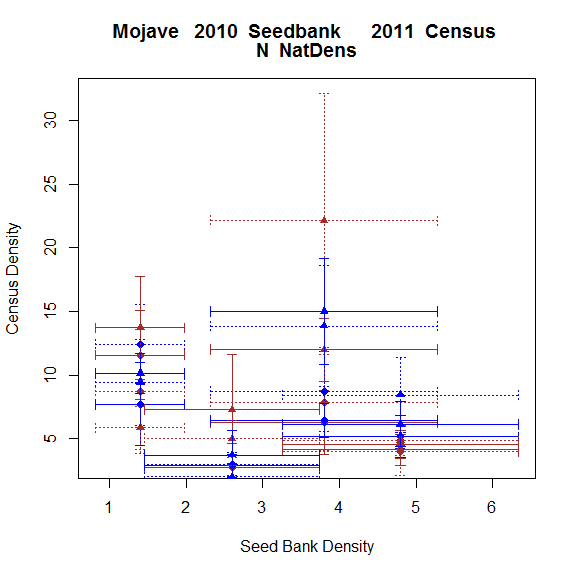 Mojave 2010 Seedbank 2011 Census
N NatDens
30
25
20
15
10
5
Census Density
1 2 3 4 5 6
Seed Bank Density